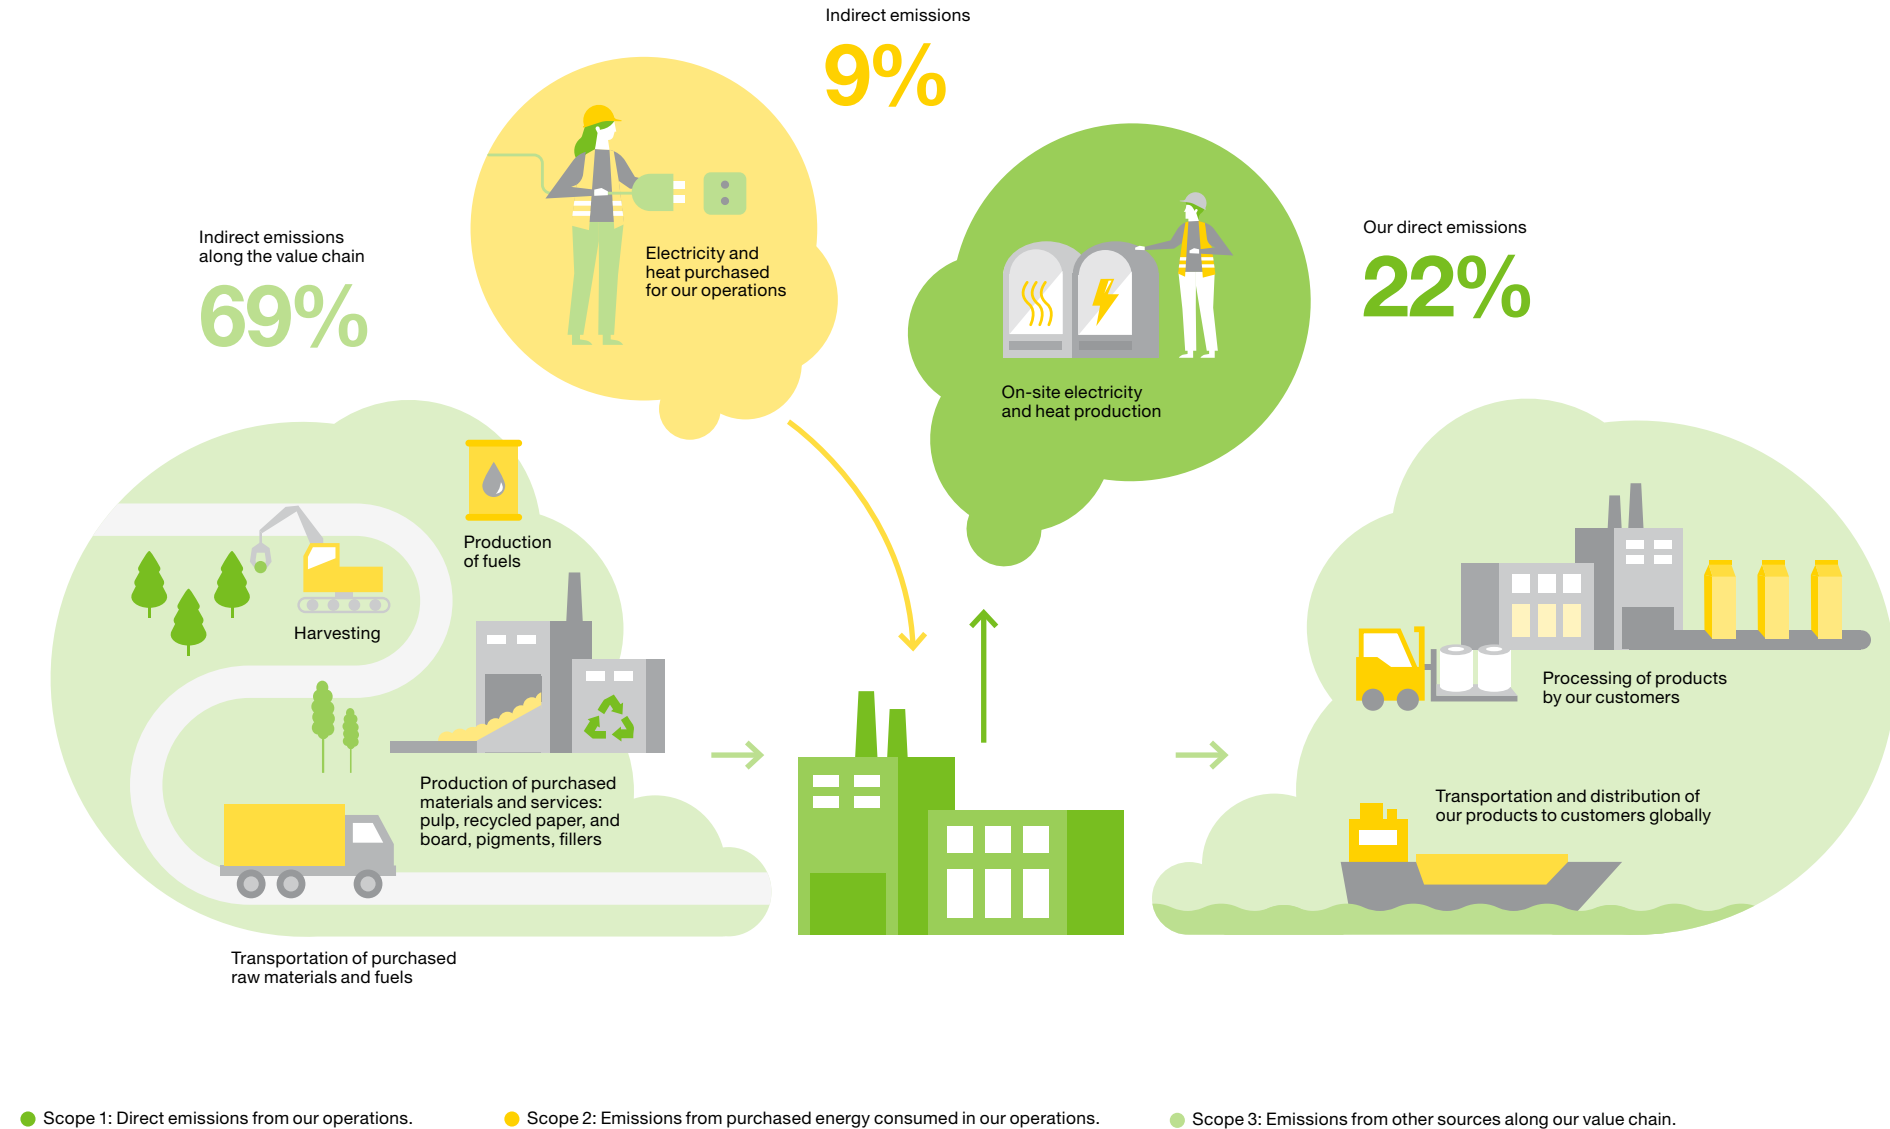 Indirect emissions
9%
Indirect emissions
along the value chain
69%
Electricity and
heat purchased
for our operations
Our direct emissions
22%
On-site electricity
and heat production
Production
of fuels
Harvesting
Production of purchased
materials and services:
pulp, recycled paper, and
board, pigments, fillers
Transportation of purchased
raw materials and fuels
Processing of products
by our customers
Transportation and distribution of
our products to customers globally
Scope 1: Direct emissions from our operations.
Scope 2: Emissions from purchased energy consumed in our operations.
Scope 3: Emissions from other sources along our value chain.